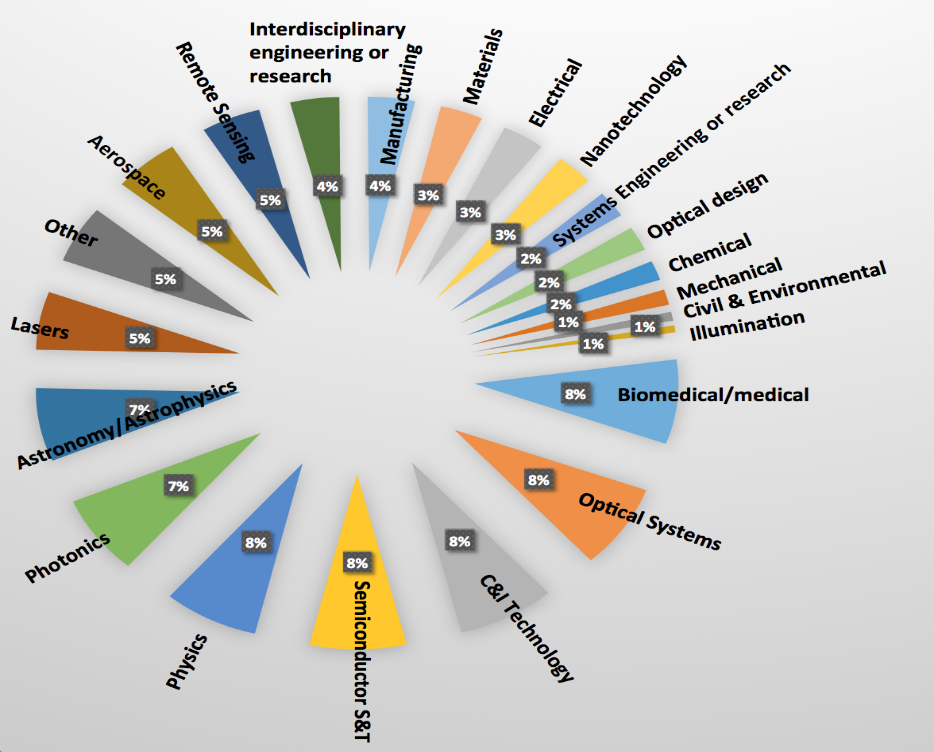 Interdisciplinary
engineering or
research
4%
Manufacturing
4%
Materials
3%
Electrical
3%
Nanotechnology
3%
Systems Engineering or research
2%
Optical design
2%
Chemical
2%
Mechanical
1%
Civil & Environmental
1%
Illumination
1%
Biomedical/medical
8%
Optical Systems
8%
C&I Technology
8%
Semiconductor S&T
8%
Physics
8%
Photonics
7%
Astronomy/Astrophysics
7%
Lasers
5%
Other
5%
Aerospace
5%
Remote Sensing
5%